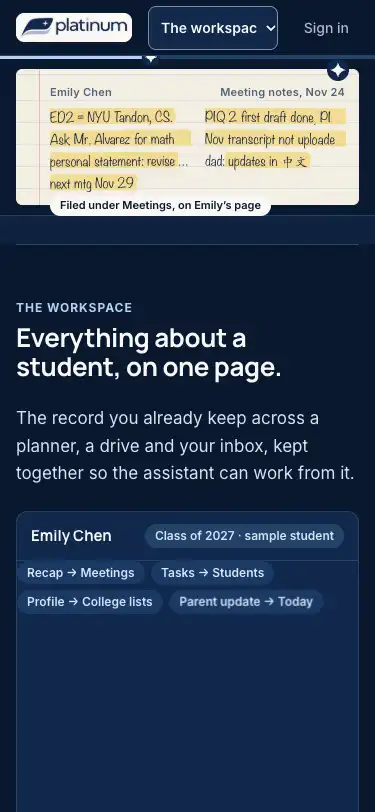 platinum
The workspac
Sign in
Emily Chen
Meeting notes, Nov 24
ED2 = NYU Tandon, CS.
Ask Mr. Alvarez for math
personal statement: revise ...
next mtg Nov 29
PIQ 2 first draft done, PI
Nov transcript not uploade
dad: updates in 中文
Filed under Meetings, on Emily's page
THE WORKSPACE
Everything about a
student, on one page.
The record you already keep across a
planner, a drive and your inbox, kept
together so the assistant can work from it.
Emily Chen
Class of 2027 · sample student
Recap → Meetings
Tasks → Students
Profile → College lists
Parent update → Today